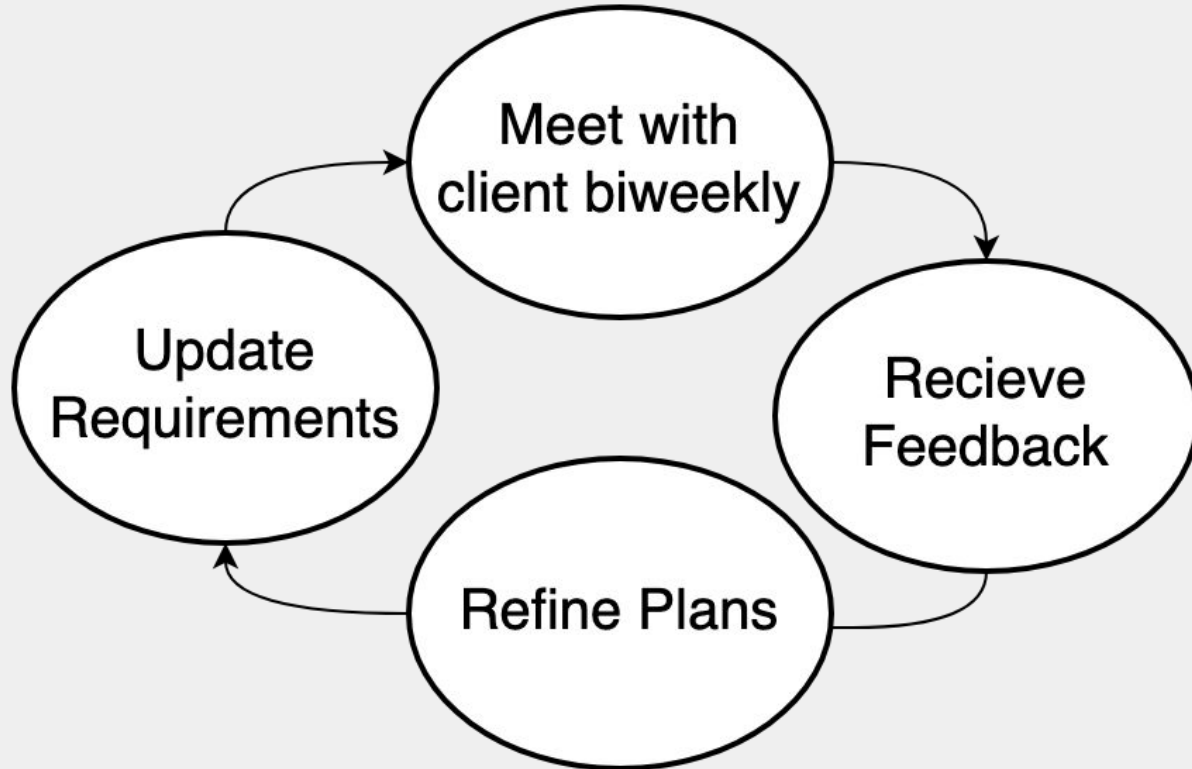 Meet with
client biweekly
Recieve
Feedback
Refine Plans
Update
Requirements